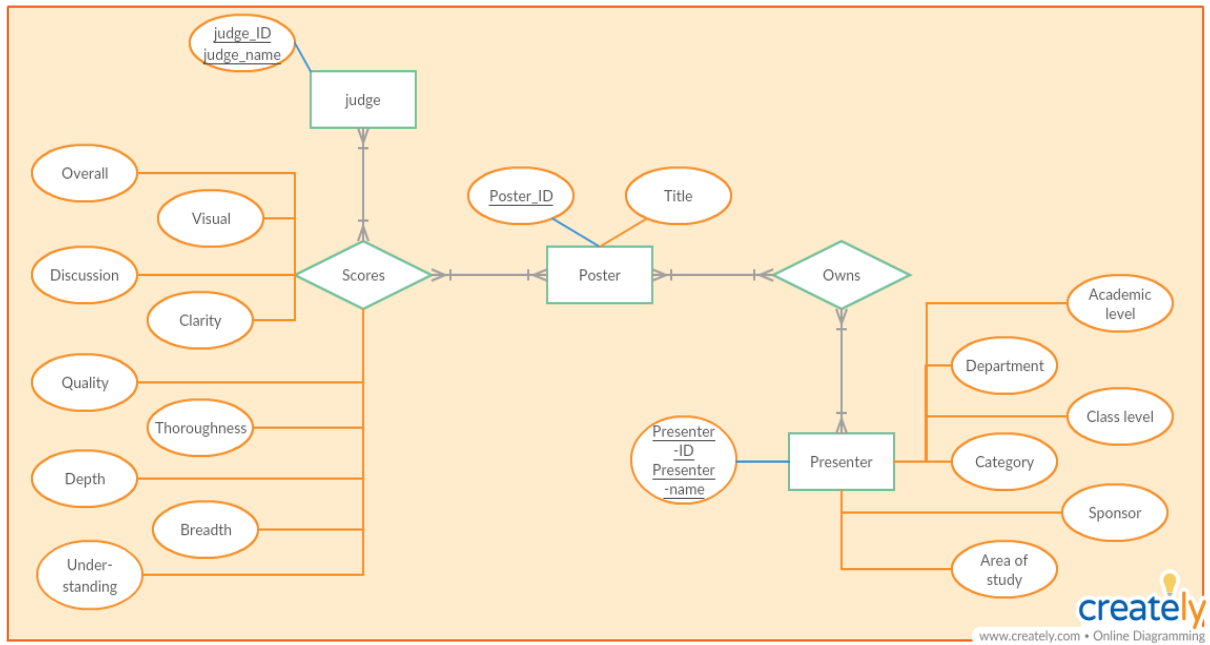 judge_ID
judge_name
judge
Overall
Visual
Discussion
Clarity
Scores
Poster_ID
Title
Poster
Owns
Quality
Thoroughness
Depth
Breadth
Under-
standing
Presenter
-ID
Presenter
-name
Presenter
Academic
level
Department
Class level
Category
Sponsor
Area of
study
creately
www.creately.com • Online Diagramming